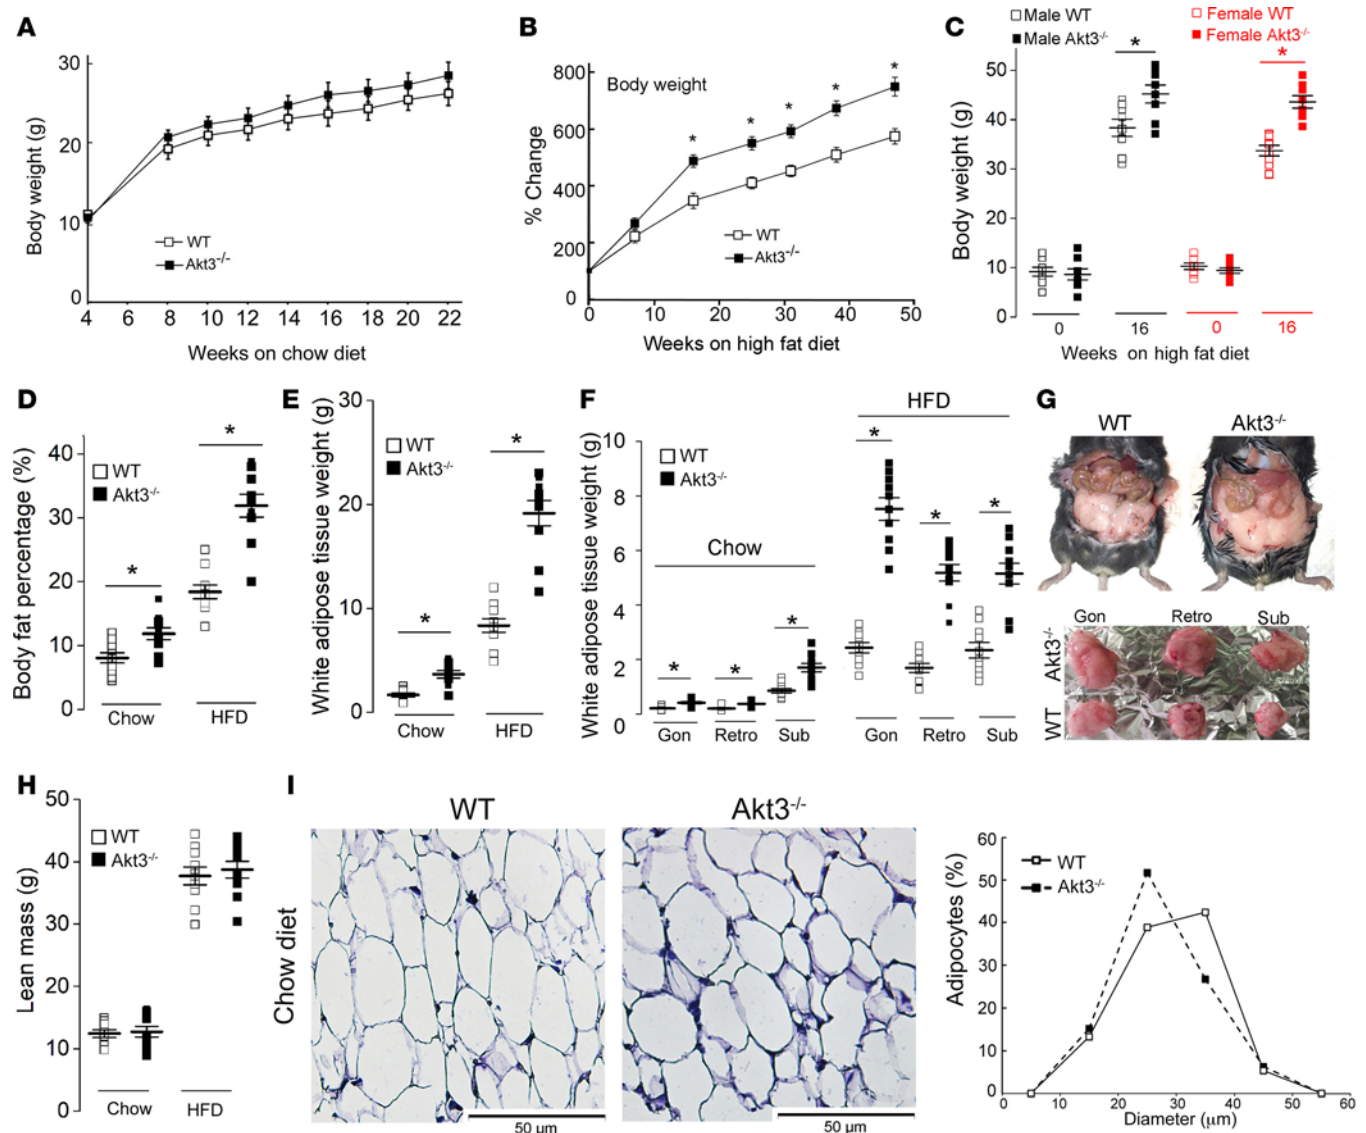 A
Body weight (g)
30
20
10
0
WT
Akt3-/-
4 6 8 10 12 14 16 18 20 22
Weeks on chow diet
B
% Change
800
600
400
200
0
Body weight
* * * * *
WT
Akt3-/-
0 10 20 30 40 50
Weeks on high fat diet
C
Male WT
Male Akt3-/-
Female WT
Female Akt3-/-
Body weight (g)
50
40
30
20
10
0
* *
0 16 0 16
Weeks on high fat diet
D
Body fat percentage (%)
40
30
20
10
0
WT
Akt3-/-
* *
Chow HFD
E
White adipose tissue weight (g)
30
20
10
0
WT
Akt3-/-
* *
Chow HFD
F
White adipose tissue weight (g)
10
8
6
4
2
0
WT
Akt3-/-
Chow
HFD
* * * * * *
Gon Retro Sub Gon Retro Sub
G
WT Akt3-/-
Gon Retro Sub
Akt3-/-
WT
H
Lean mass (g)
50
40
30
20
10
0
WT
Akt3-/-
Chow HFD
I
WT Akt3-/-
Chow diet
50 µm 50 µm
Adipocytes (%)
60
50
40
30
20
10
0
WT
Akt3-/-
0 10 20 30 40 50 60
Diameter (µm)